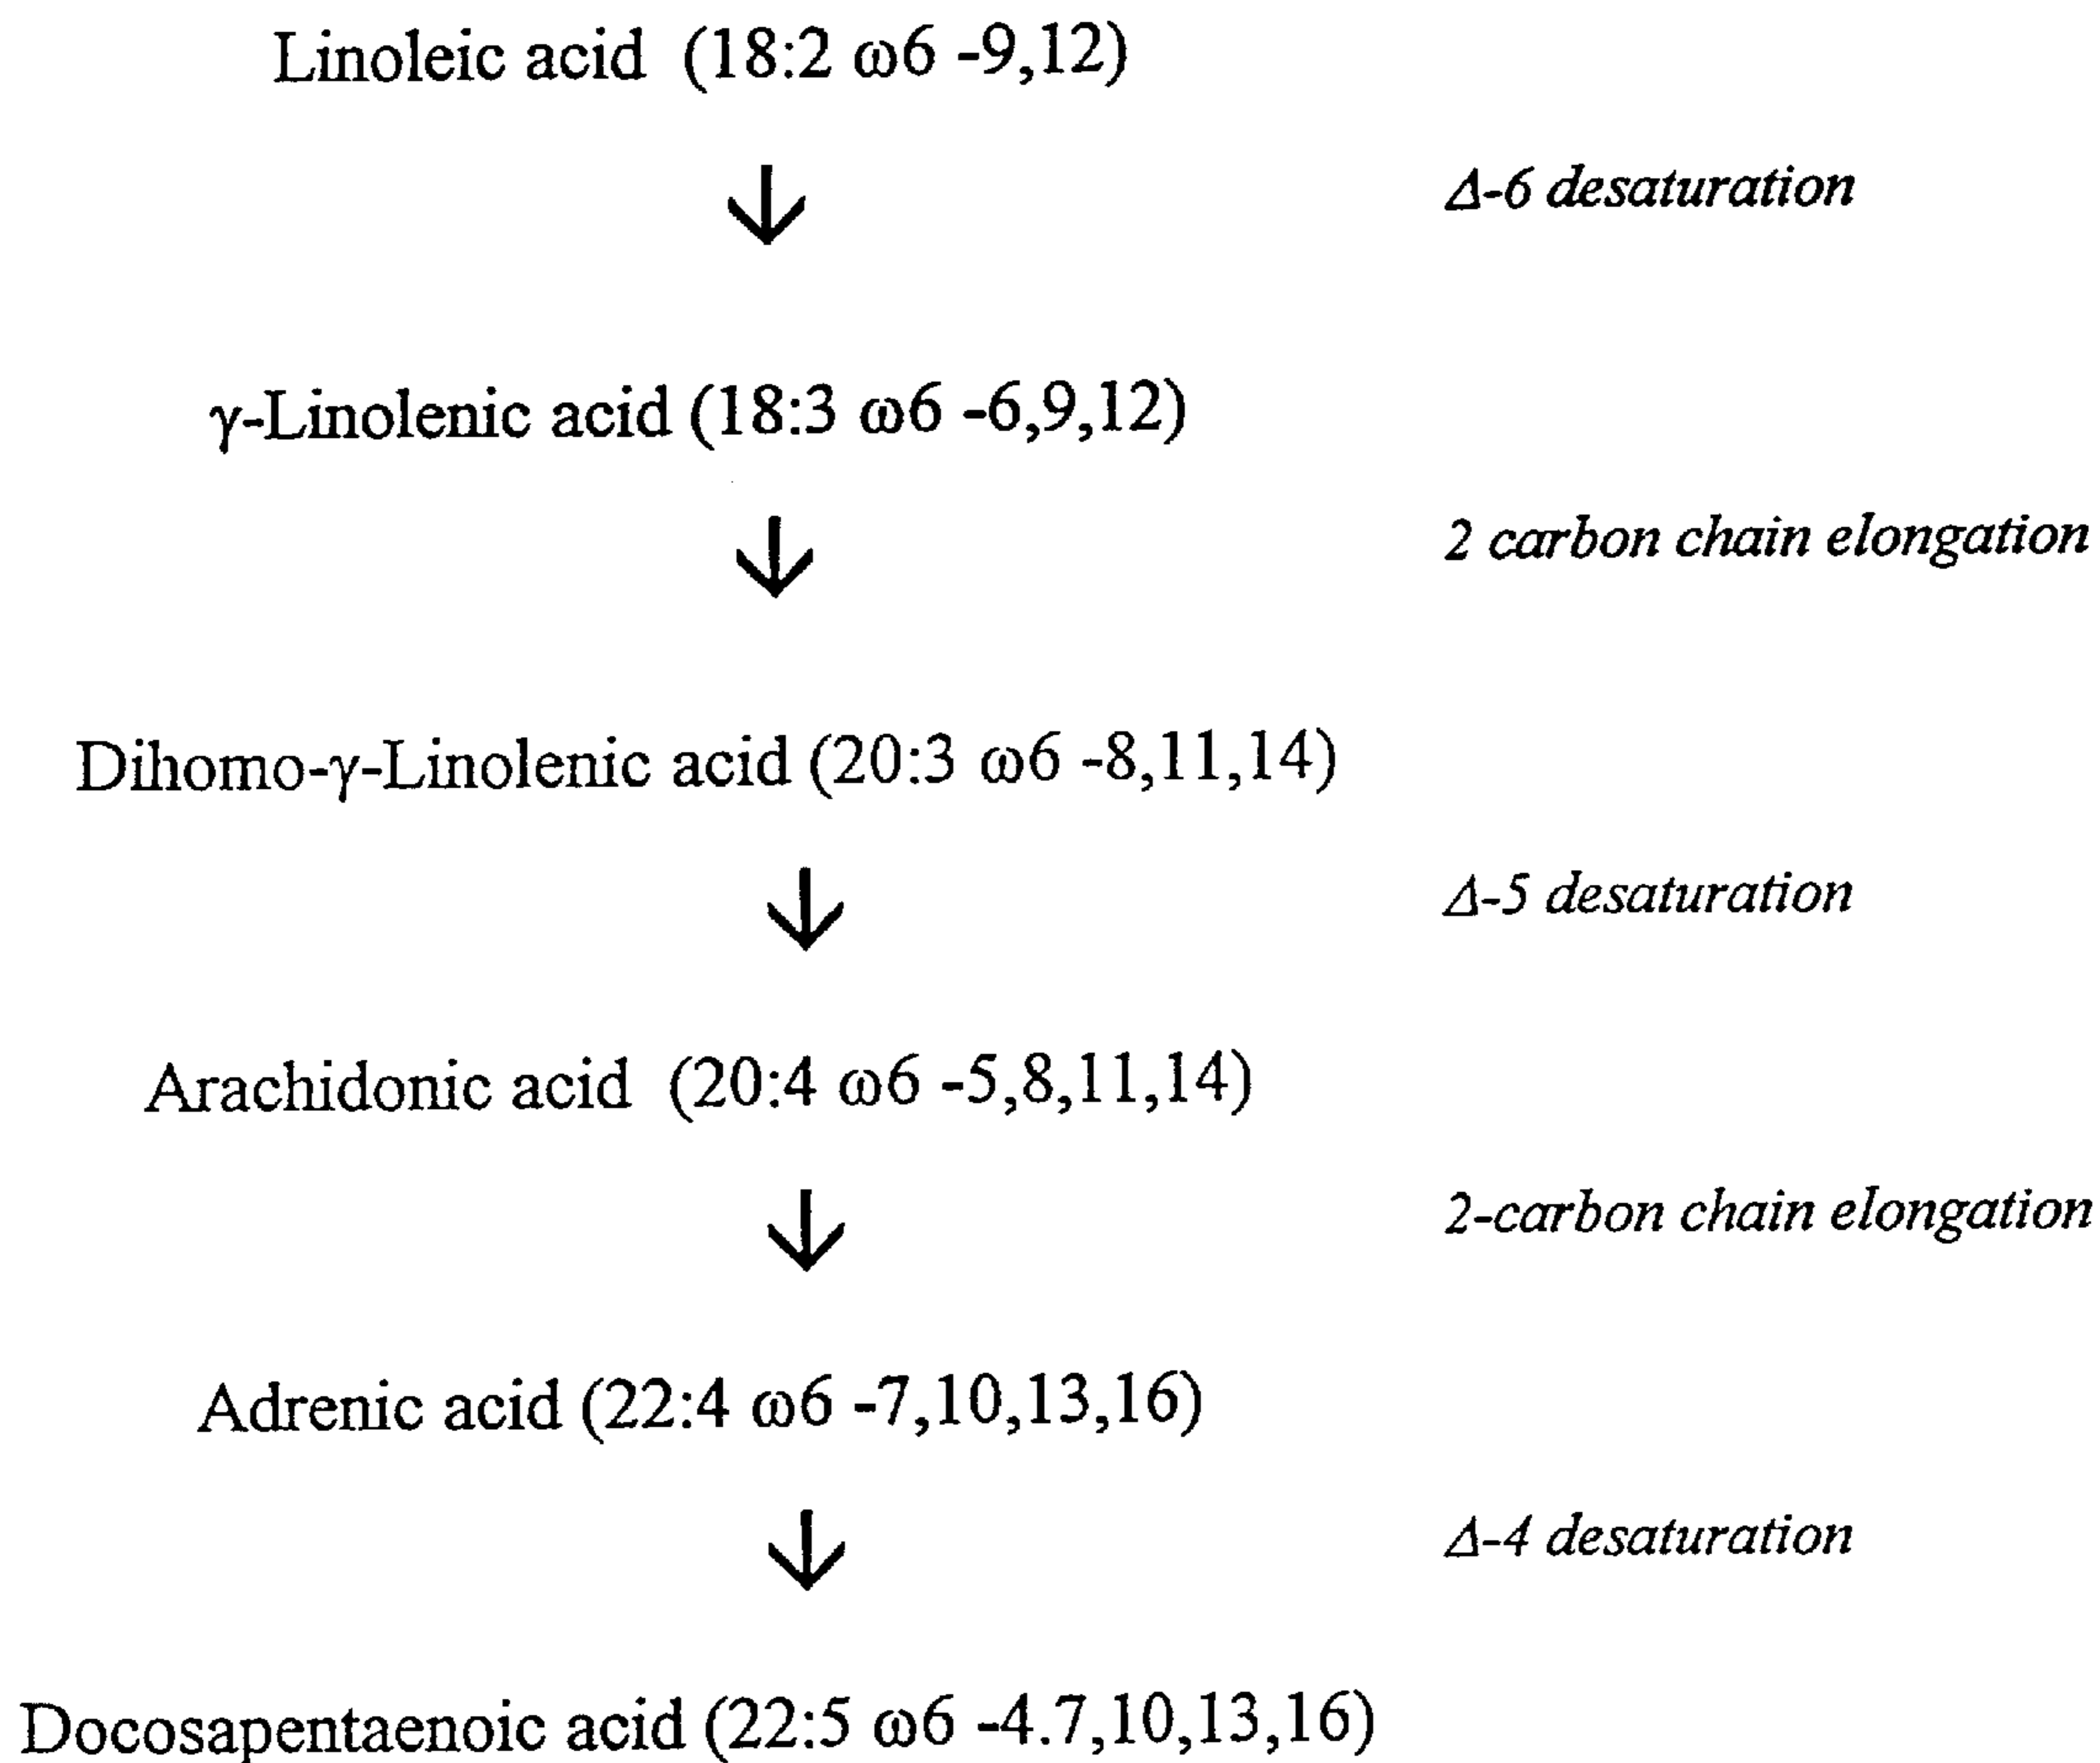 Linoleic acid (18:2 ω6 -9,12)
Δ-6 desaturation
γ-Linolenic acid (18:3 ω6 -6,9,12)
2 carbon chain elongation
Dihomo-γ-Linolenic acid (20:3 ω6 -8,11,14)
Δ-5 desaturation
Arachidonic acid (20:4 ω6 -5,8,11,14)
2-carbon chain elongation
Adrenic acid (22:4 ω6 -7,10,13,16)
Δ-4 desaturation
Docosapentaenoic acid (22:5 ω6 -4.7,10,13,16)